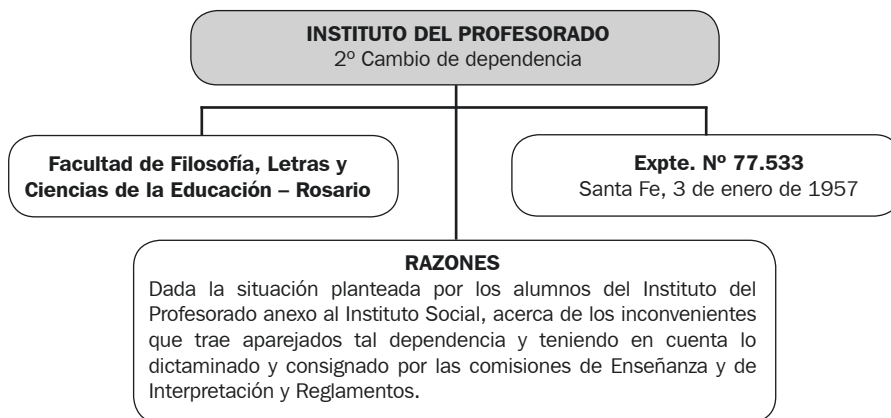 INSTITUTO DEL PROFESORADO
2º Cambio de dependencia
Facultad de Filosofía, Letras y
Ciencias de la Educación – Rosario
Expte. Nº 77.533
Santa Fe, 3 de enero de 1957
RAZONES
Dada la situación planteada por los alumnos del Instituto del
Profesorado anexo al Instituto Social, acerca de los inconvenientes
que trae aparejados tal dependencia y teniendo en cuenta lo
dictaminado y consignado por las comisiones de Enseñanza y de
Interpretación y Reglamentos.